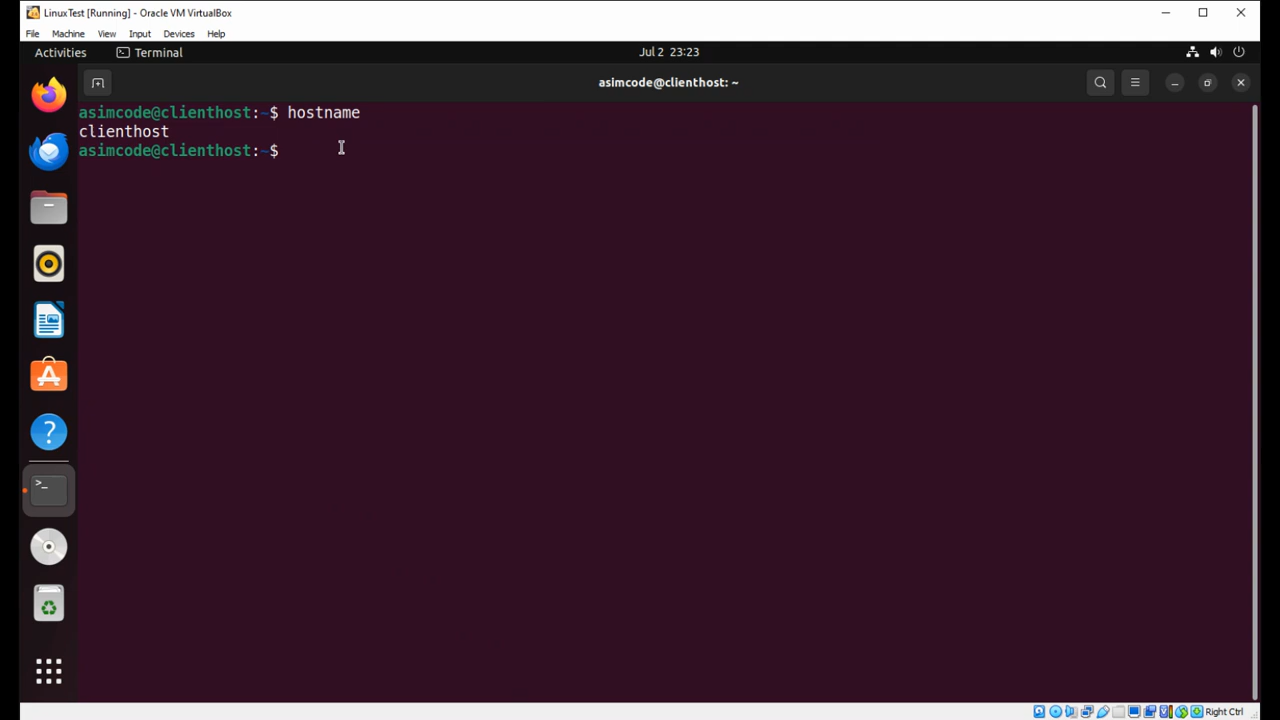 LinuxTest [Running] - Oracle VM VirtualBox
File Machine View Input Devices Help
Activities Terminal Jul 2 23:23
asimcode@clienthost: ~
asimcode@clienthost:~$ hostname
clienthost
asimcode@clienthost:~$
Right Ctrl